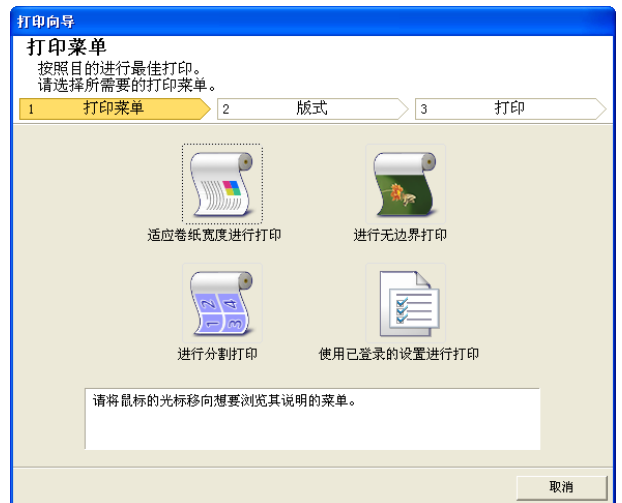 打印向导
打印菜单
按照目的进行最佳打印。
请选择所需要的打印菜单。
1 打印菜单 2 版式 3 打印
适应卷纸宽度进行打印 进行无边界打印
1 2 3 4
进行分割打印 使用已登录的设置进行打印
请将鼠标的光标移向想要浏览其说明的菜单。
取消